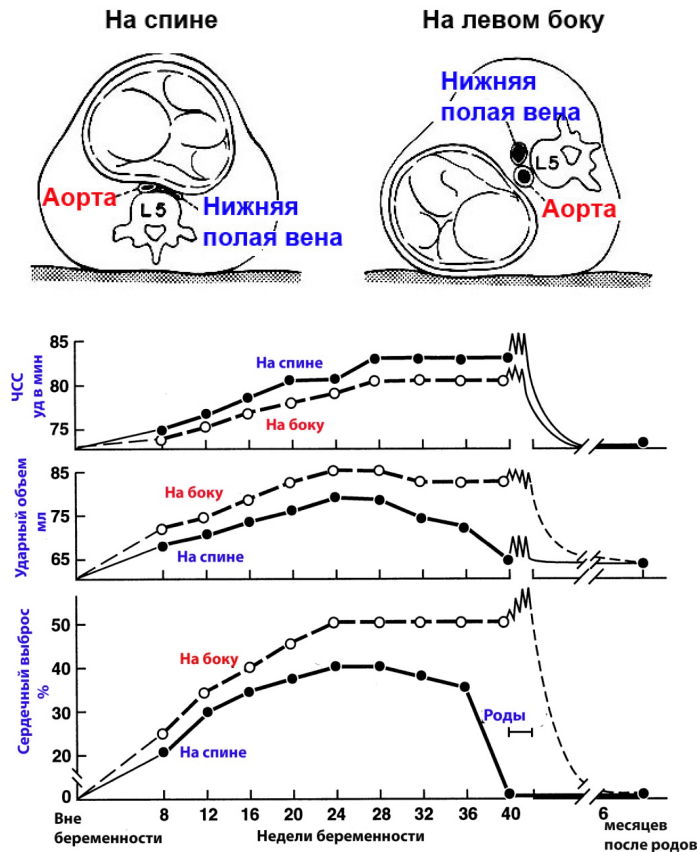 На спине
На левом боку
Аорта
L5
Нижняя
полая вена
Нижняя
полая вена
L5
Аорта
ЧСС
уд в мин
85
80
75
На спине
На боку
Ударный объем
мл
85
75
65
На боку
На спине
Сердечный выброс
%
50
40
30
20
0
На боку
На спине
Роды
8 12 16 20 24 28 32 36 40 6
Вне
беременности
Недели беременности
месяцев
после родов